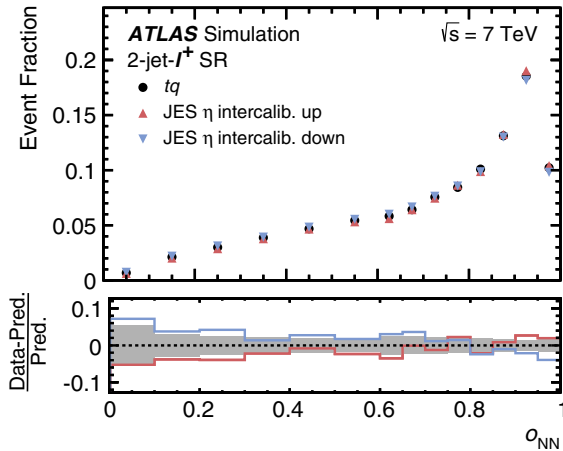 ATLAS Simulation
√s = 7 TeV
2-jet-l⁺ SR
tq
JES η intercalib. up
JES η intercalib. down
Event Fraction
0.2
0.15
0.1
0.05
0
Data-Pred.
Pred.
0.1
0
-0.1
0 0.2 0.4 0.6 0.8 1
oNN